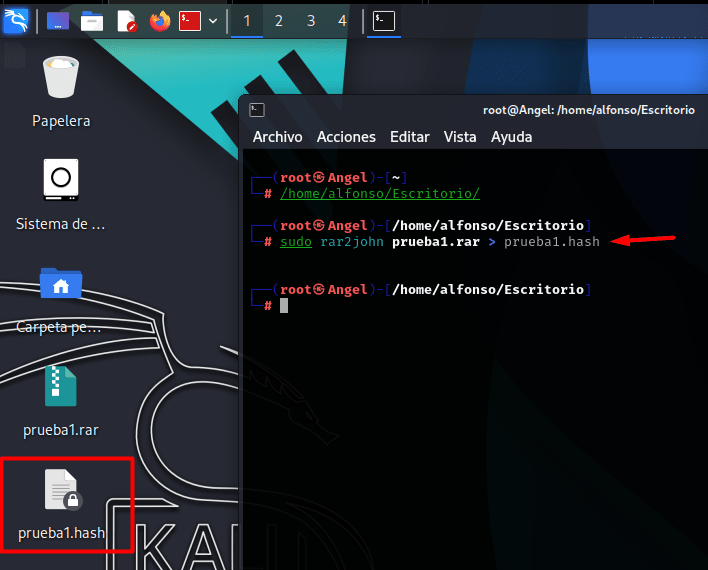 1 2 3 4
Papelera
Sistema de ...
Carpeta pe...
prueba1.rar
prueba1.hash
root@Angel: /home/alfonso/Escritorio
Archivo Acciones Editar Vista Ayuda
┌──(root㉿Angel)-[~]
└─# /home/alfonso/Escritorio/
┌──(root㉿Angel)-[/home/alfonso/Escritorio]
└─# sudo rar2john prueba1.rar > prueba1.hash
┌──(root㉿Angel)-[/home/alfonso/Escritorio]
└─#
KALI